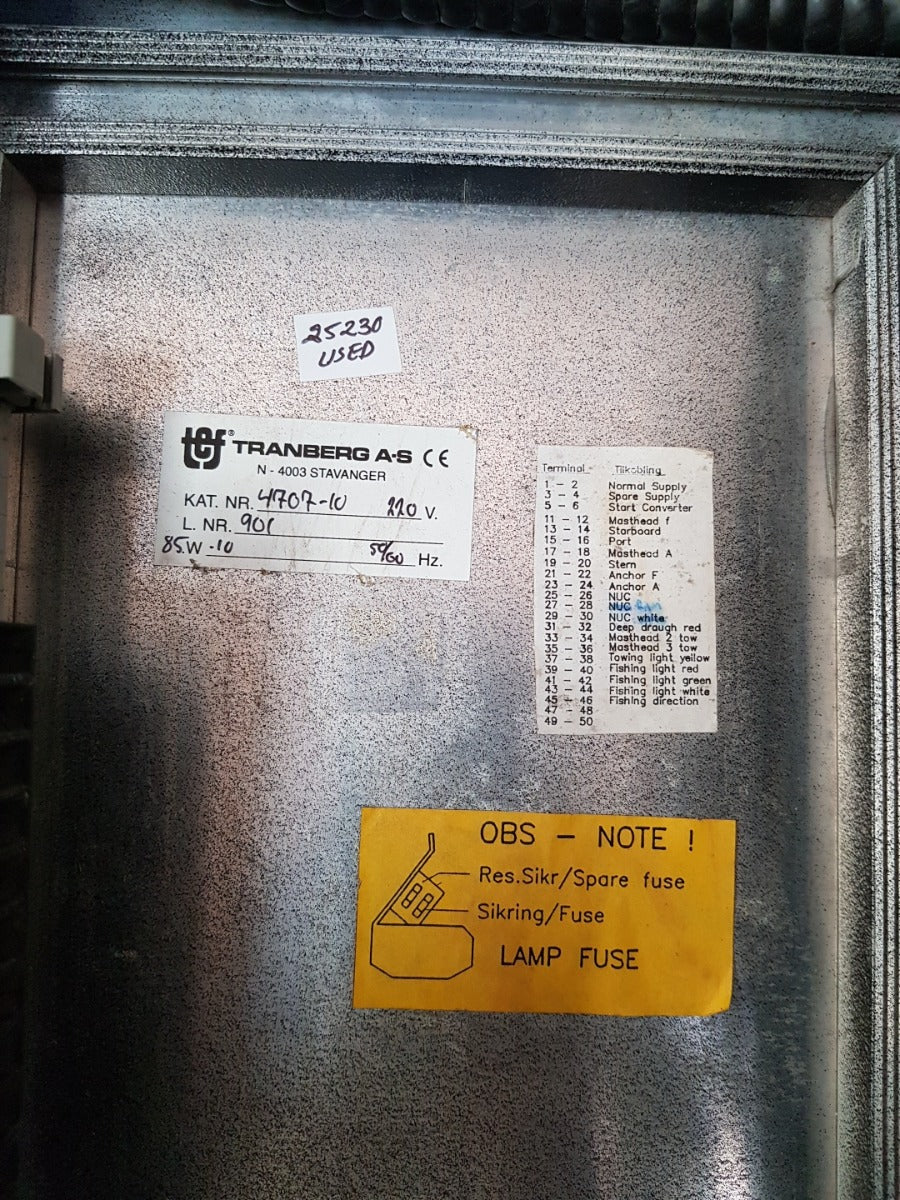 25230
USED
tef® TRANBERG A·S CE
N - 4003 STAVANGER
KAT. NR. 4707-10 220 V.
L. NR. 901
85W -10 50/60 Hz.
Terminal Tilkobling
1 - 2 Normal Supply
3 - 4 Spare Supply
5 - 6 Start Converter
11 - 12 Masthead f
13 - 14 Starboard
15 - 16 Port
17 - 18 Masthead A
19 - 20 Stern
21 - 22 Anchor F
23 - 24 Anchor A
25 - 26 NUC
27 - 28 NUC
29 - 30 NUC white
31 - 32 Deep draugh red
33 - 34 Masthead 2 tow
35 - 36 Masthead 3 tow
37 - 38 Towing light yellow
39 - 40 Fishing light red
41 - 42 Fishing light green
43 - 44 Fishing light white
45 - 46 Fishing direction
47 - 48
49 - 50
OBS - NOTE !
Res.Sikr/Spare fuse
Sikring/Fuse
LAMP FUSE